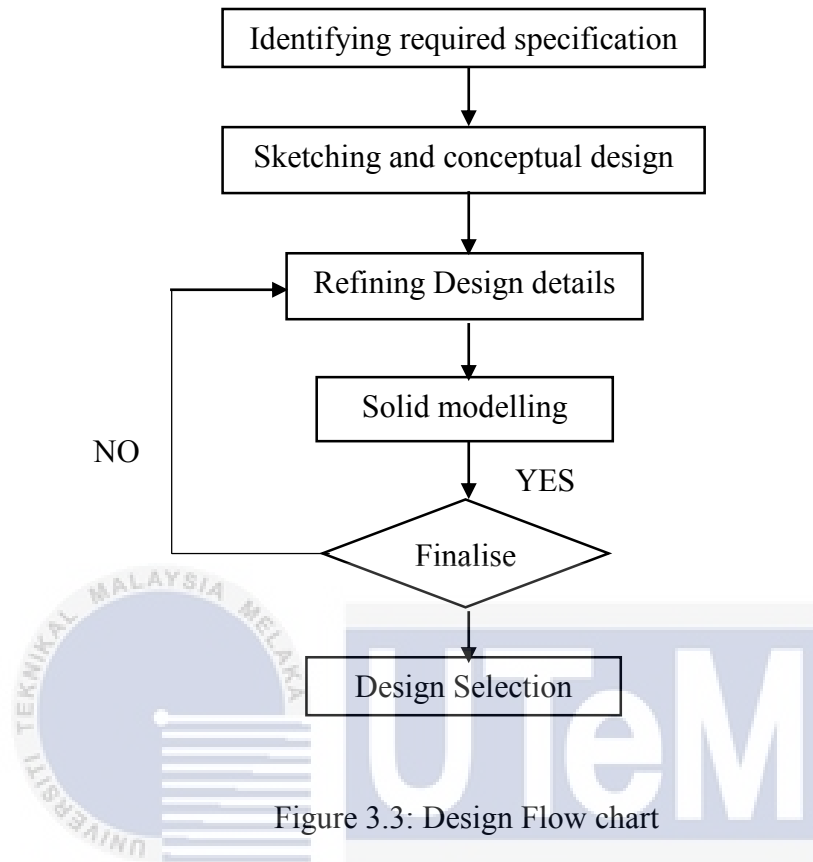 Identifying required specification
Sketching and conceptual design
Refining Design details
Solid modelling
NO
YES
Finalise
Design Selection
UNIVERSITI TEKNIKAL MALAYSIA MELAKA
UTeM
Figure 3.3: Design Flow chart